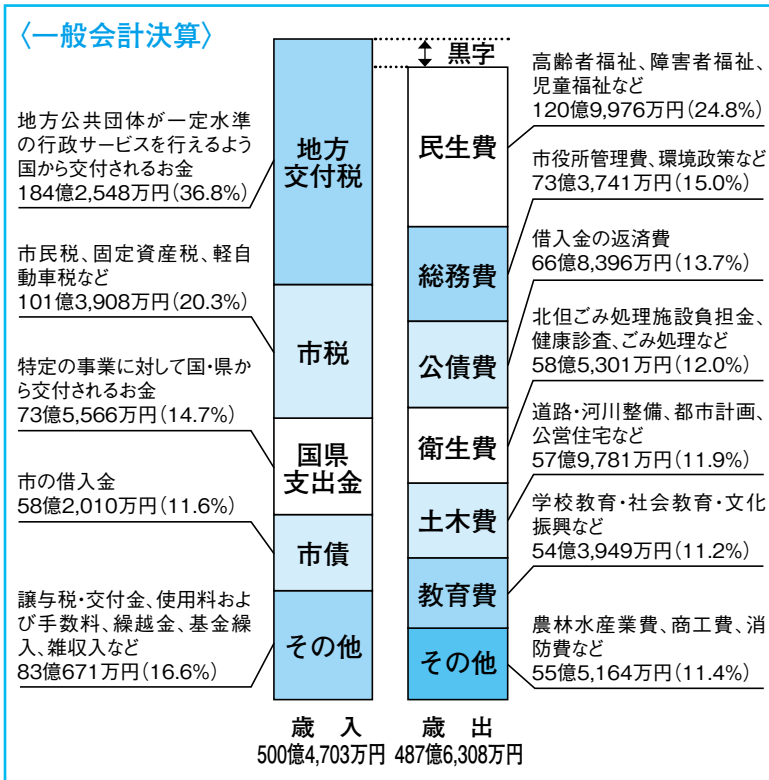 〈一般会計決算〉
地方公共団体が一定水準
の行政サービスを行えるよう
国から交付されるお金
184億2,548万円(36.8%)
市民税、固定資産税、軽自
動車税など
101億3,908万円(20.3%)
特定の事業に対して国・県か
ら交付されるお金
73億5,566万円(14.7%)
市の借入金
58億2,010万円(11.6%)
譲与税・交付金、使用料およ
び手数料、繰越金、基金繰
入、雑収入など
83億671万円(16.6%)
地方
交付税
市税
国県
支出金
市債
その他
歳入
500億4,703万円
黒字
民生費
総務費
公債費
衛生費
土木費
教育費
その他
歳出
487億6,308万円
高齢者福祉、障害者福祉、
児童福祉など
120億9,976万円(24.8%)
市役所管理費、環境政策など
73億3,741万円(15.0%)
借入金の返済費
66億8,396万円(13.7%)
北但ごみ処理施設負担金、
健康診査、ごみ処理など
58億5,301万円(12.0%)
道路・河川整備、都市計画、
公営住宅など
57億9,781万円(11.9%)
学校教育・社会教育・文化
振興など
54億3,949万円(11.2%)
農林水産業費、商工費、消
防費など
55億5,164万円(11.4%)